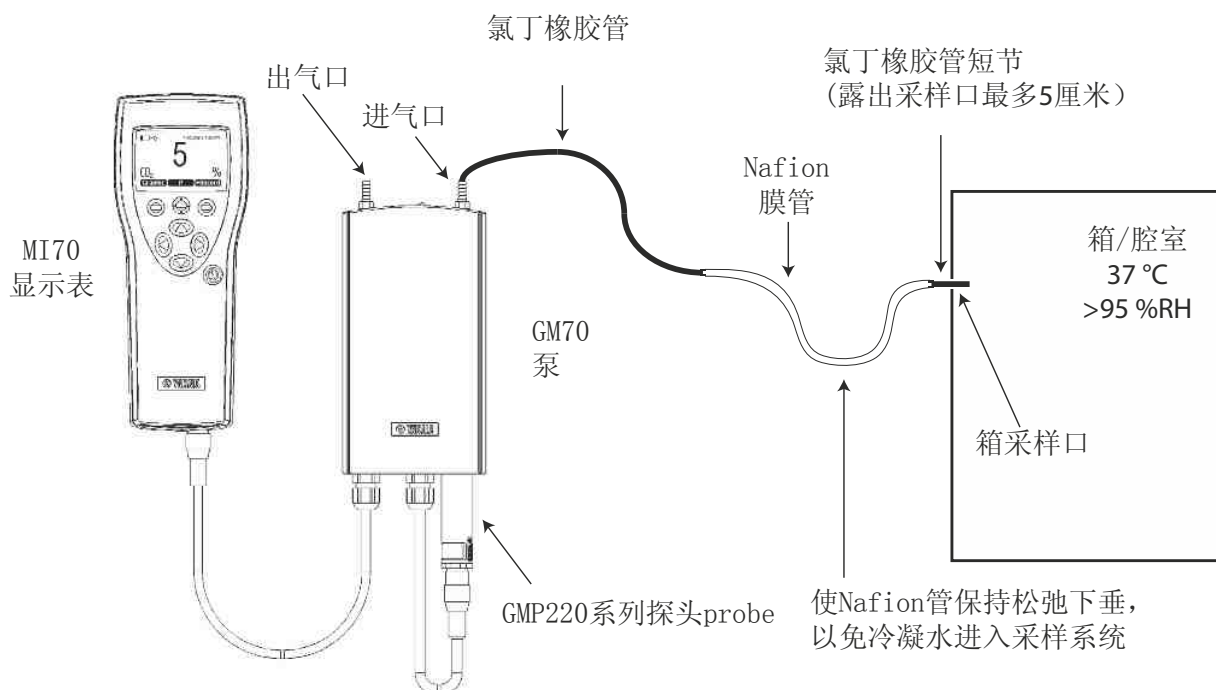 氯丁橡胶管
出气口
进气口
氯丁橡胶管短节
(露出采样口最多5厘米)
Nafion
膜管
5
CO₂
%
MI70
显示表
箱/腔室
37 ℃
>95 %RH
GM70
泵
VAISALA
VAISALA
箱采样口
GMP220系列探头probe
使Nafion管保持松弛下垂，
以免冷凝水进入采样系统